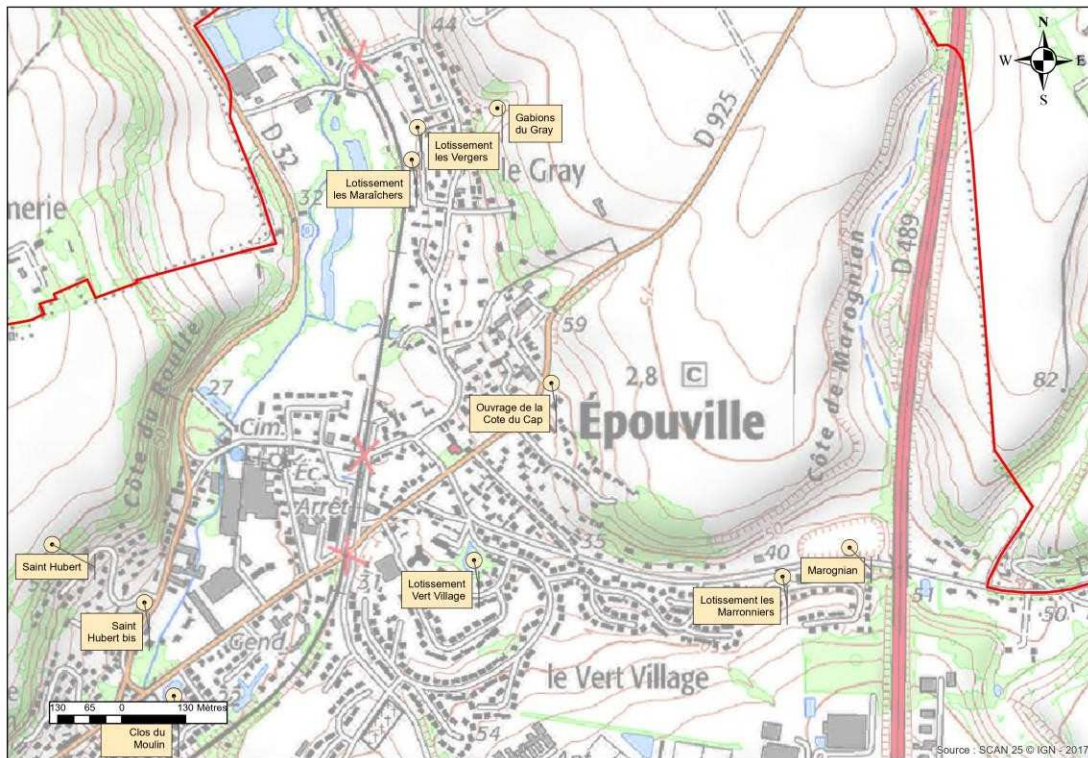 44
N
W
E
S
D 32
D 925
Gabions
du Gray
Lotissement
les Vergers
le Gray
Lotissement
les Maraîchers
32
nerie
D 489
Côte de Marognian
59
2,8
C
82
Côte du Routre
27
Ouvrage de la
Cote du Cap
Épouville
Cim.
Éc.
Arrêt
50
35
40
Saint Hubert
Lotissement
Vert Village
Marognian
31
Lotissement les
Marronniers
51
50
Saint
Hubert bis
Gend.
le Vert Village
130 65 0 130 Mètres
Clos du
Moulin
54
Source : SCAN 25 © IGN - 2017